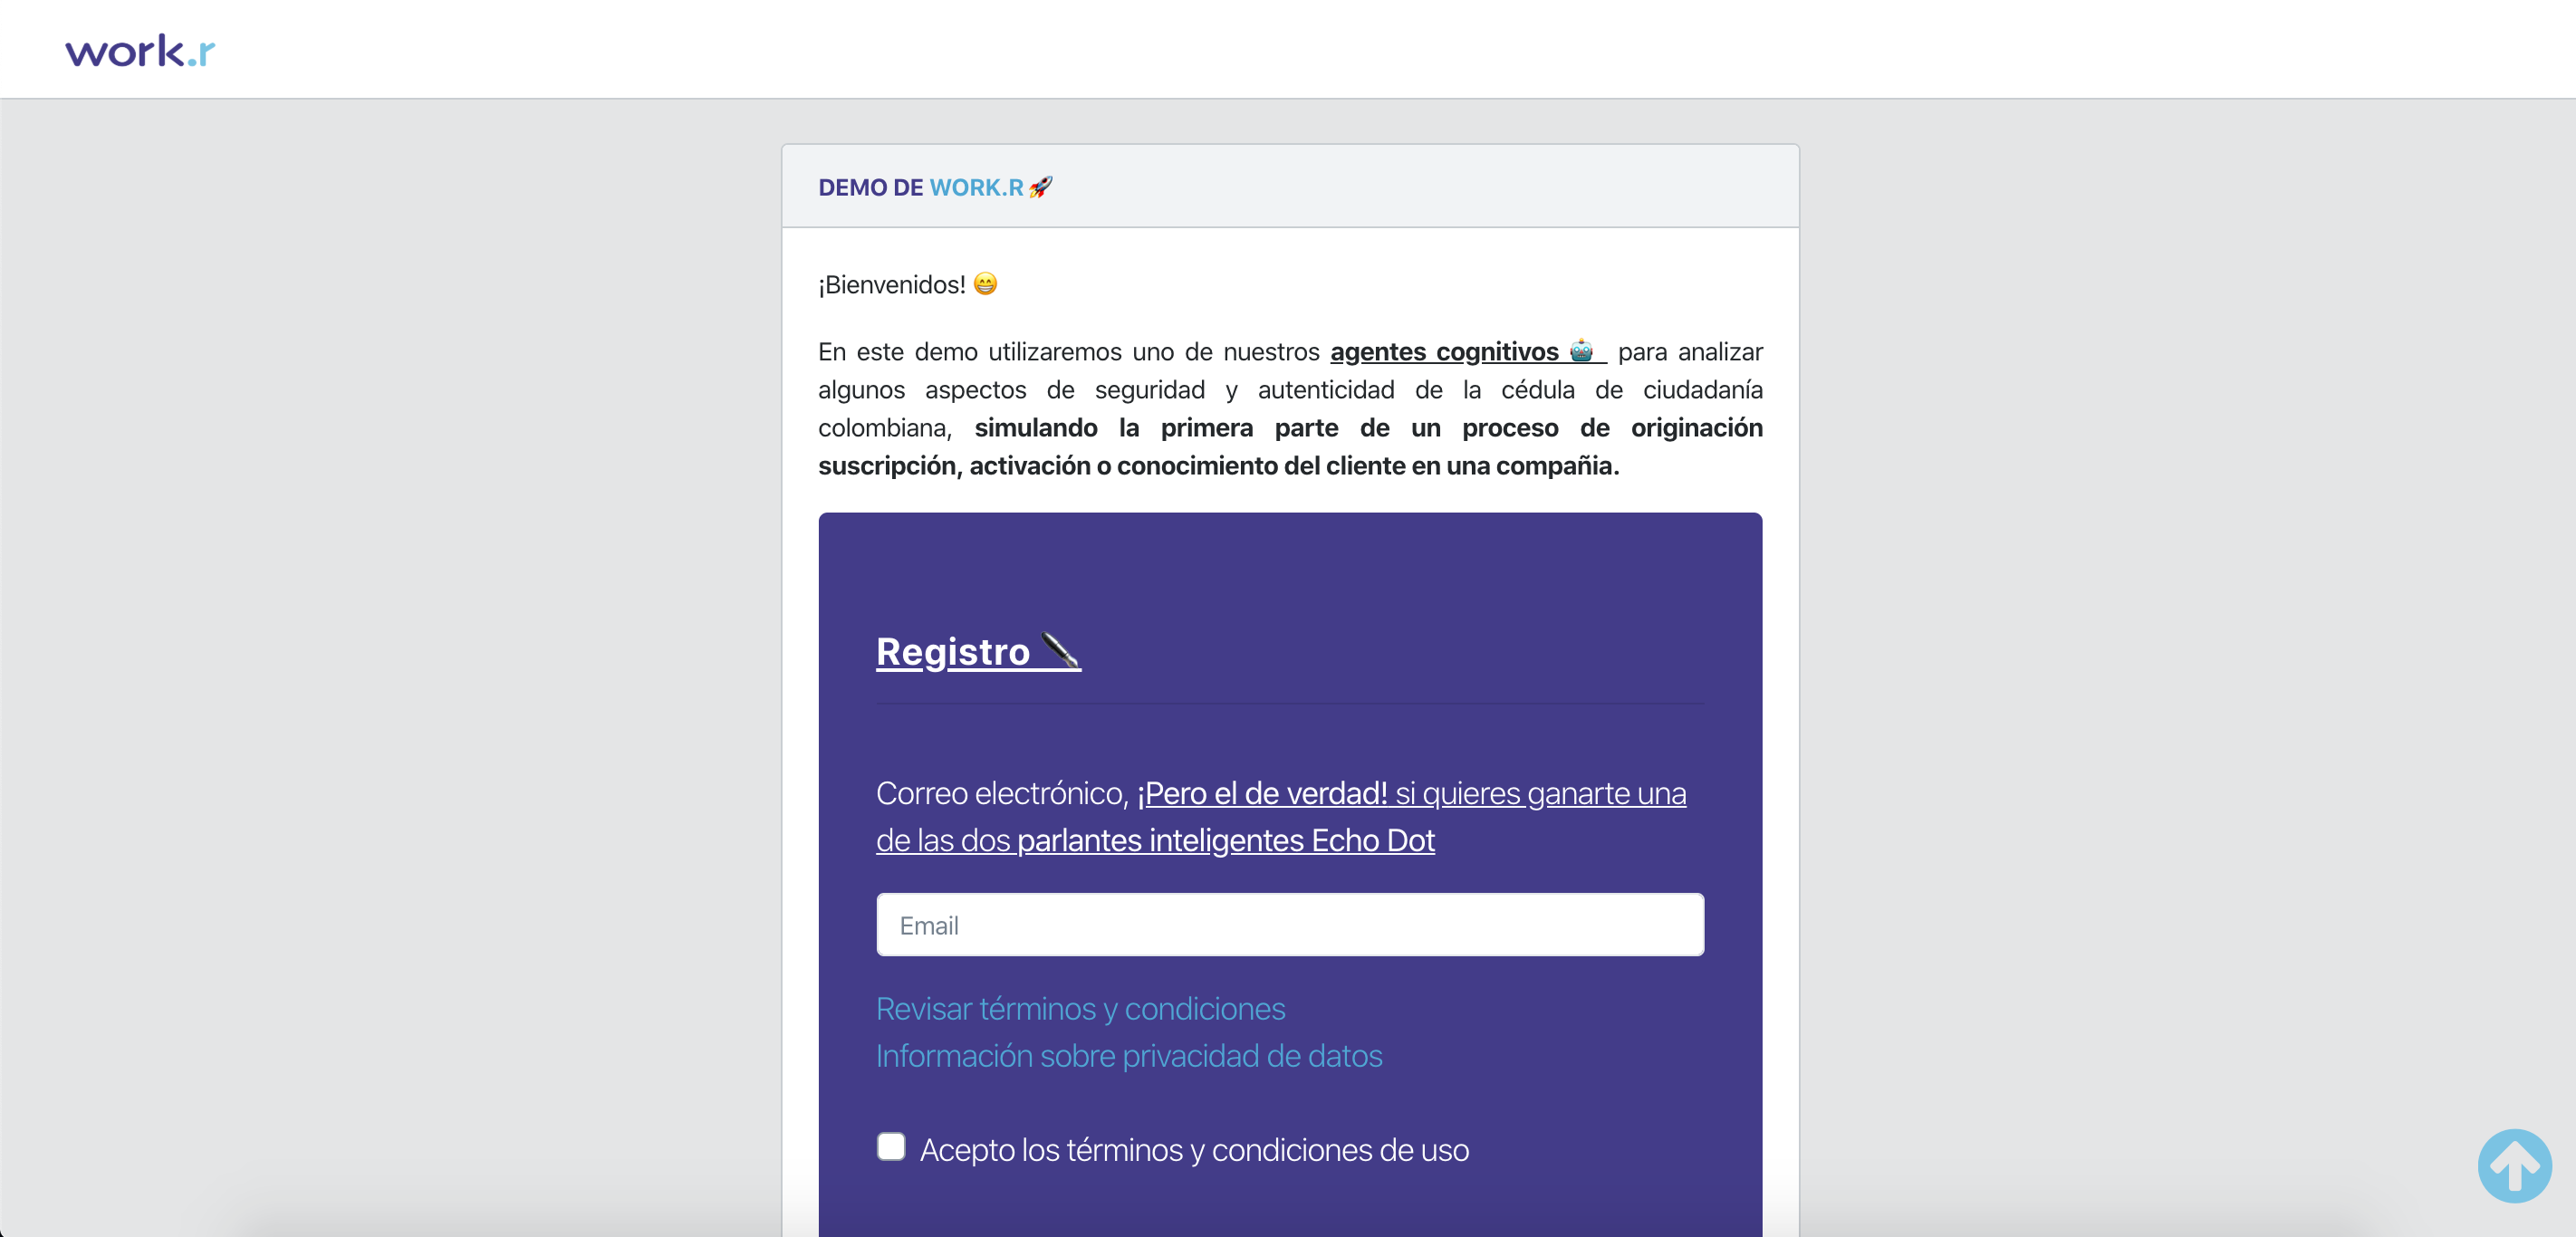 work.r
DEMO DE WORK.R 🚀
¡Bienvenidos! 😁
En este demo utilizaremos uno de nuestros agentes cognitivos 🤖 para analizar
algunos aspectos de seguridad y autenticidad de la cédula de ciudadanía
colombiana, simulando la primera parte de un proceso de originación
suscripción, activación o conocimiento del cliente en una compañia.
Registro 🖊️
Correo electrónico, ¡Pero el de verdad! si quieres ganarte una
de las dos parlantes inteligentes Echo Dot
Email
Revisar términos y condiciones
Información sobre privacidad de datos
Acepto los términos y condiciones de uso